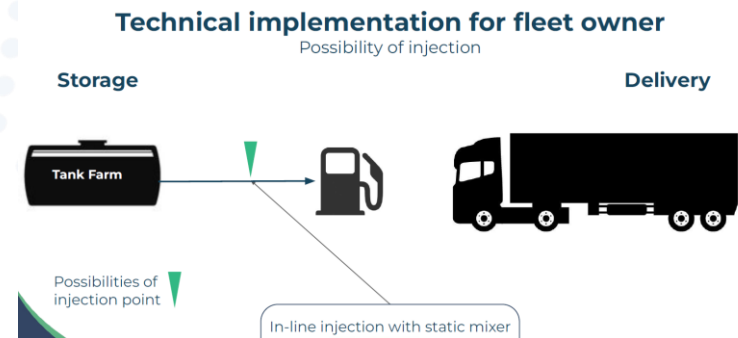 Technical implementation for fleet owner
Possibility of injection
Storage
Delivery
Tank Farm
Possibilities of
injection point
In-line injection with static mixer